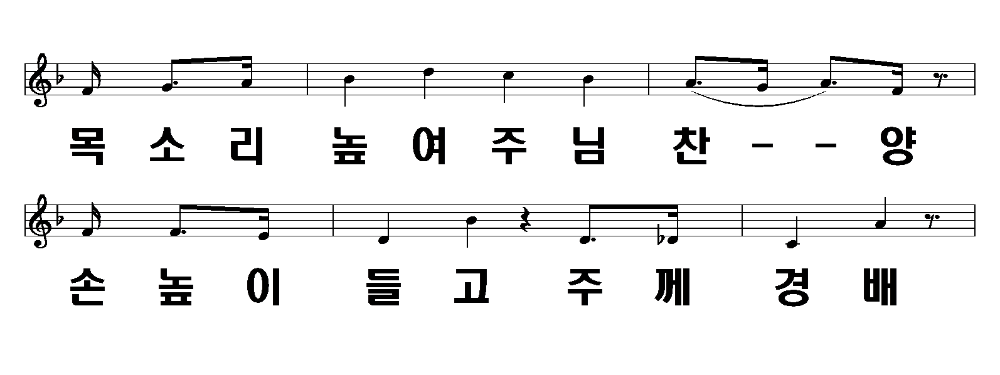 목 소 리 높 여 주 님 찬 - - 양
손 높 이 들 고 주 께 경 배